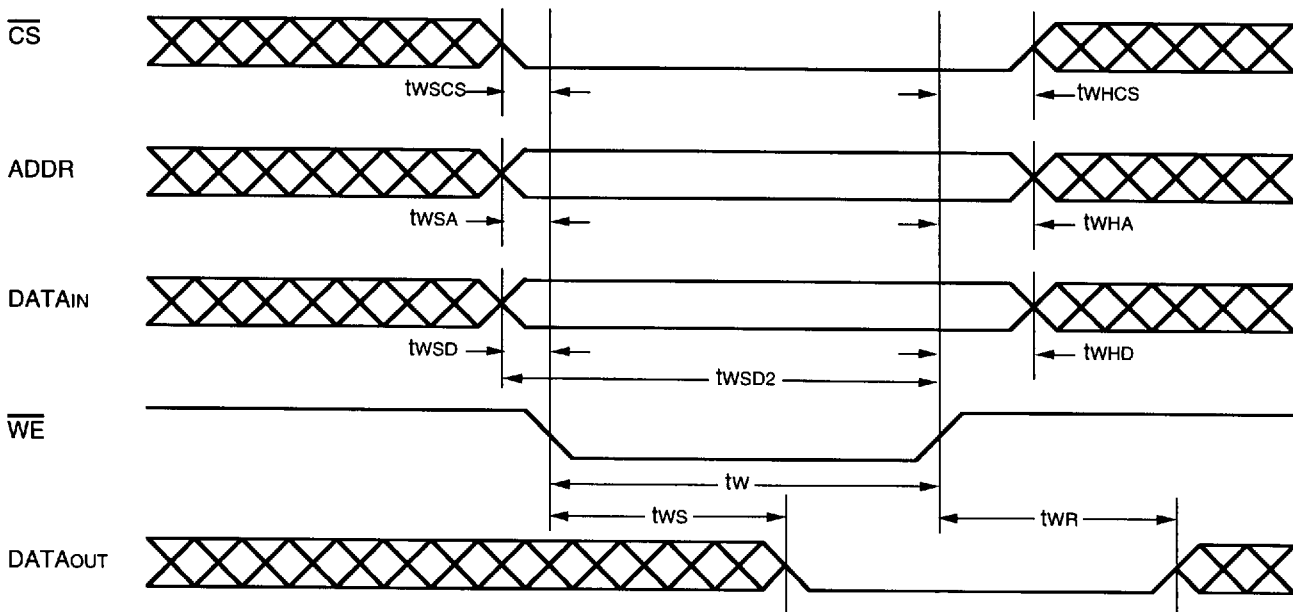 CS
tWSCS
tWHCS
ADDR
tWSA
tWHA
DATAIN
tWSD
tWHD
tWSD2
WE
tW
tWS
tWR
DATAOUT